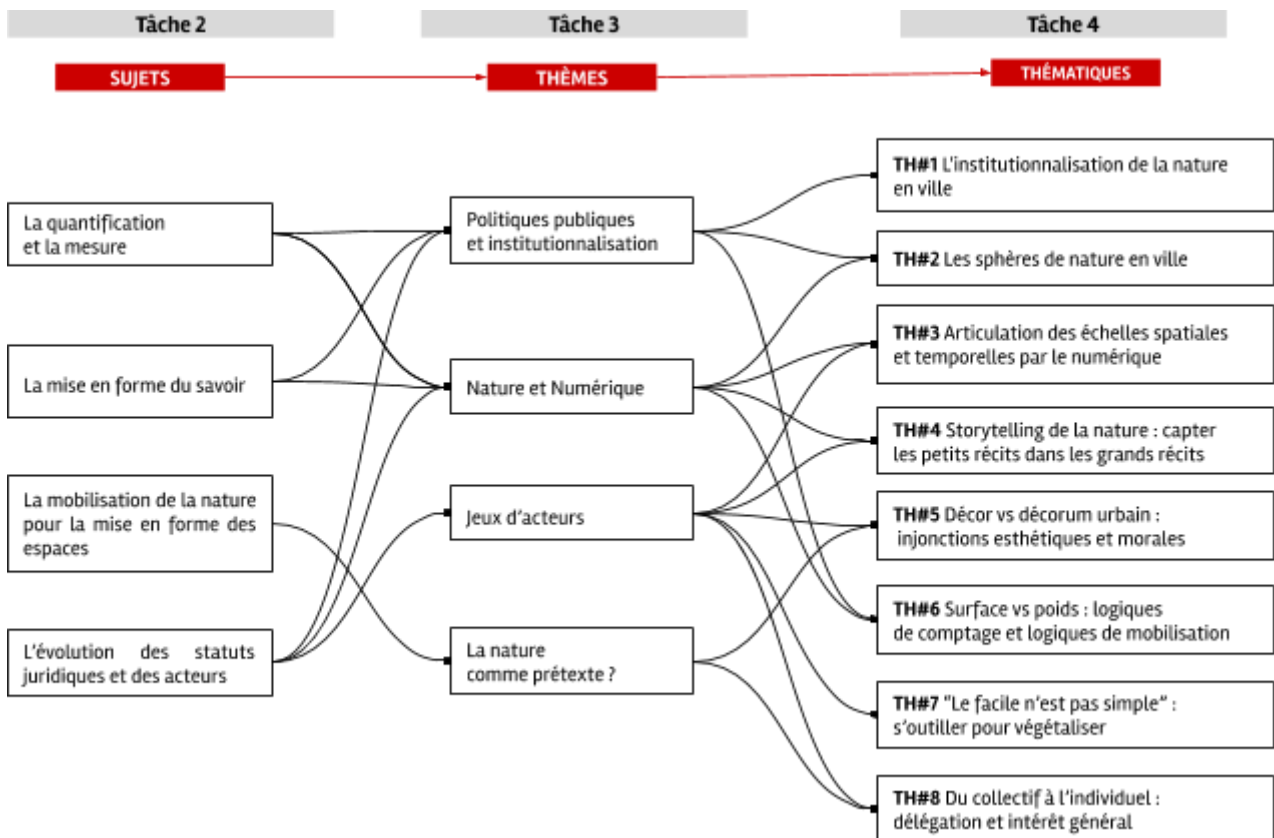 Tâche 2
Tâche 3
Tâche 4
SUJETS
THÈMES
THÉMATIQUES
La quantification
et la mesure
La mise en forme du savoir
La mobilisation de la nature
pour la mise en forme des
espaces
L'évolution des statuts
juridiques et des acteurs
Politiques publiques
et institutionnalisation
Nature et Numérique
Jeux d'acteurs
La nature
comme prétexte ?
TH#1 L'institutionnalisation de la nature
en ville
TH#2 Les sphères de nature en ville
TH#3 Articulation des échelles spatiales
et temporelles par le numérique
TH#4 Storytelling de la nature : capter
les petits récits dans les grands récits
TH#5 Décor vs décorum urbain :
injonctions esthétiques et morales
TH#6 Surface vs poids : logiques
de comptage et logiques de mobilisation
TH#7 "Le facile n'est pas simple" :
s'outiller pour végétaliser
TH#8 Du collectif à l'individuel :
délégation et intérêt général